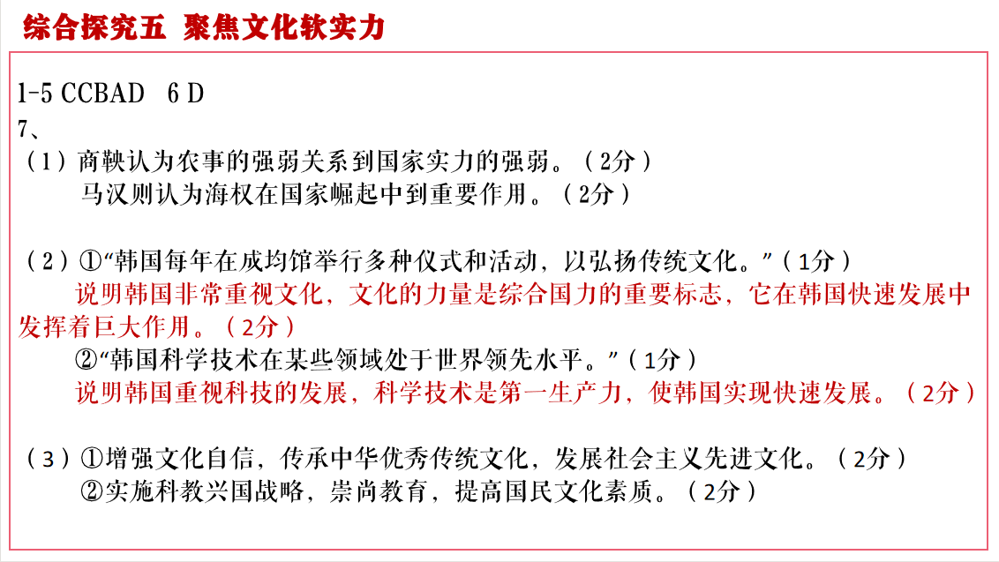 综合探究五 聚焦文化软实力
1-5 CCBAD 6 D
7、
（1）商鞅认为农事的强弱关系到国家实力的强弱。（2分）
马汉则认为海权在国家崛起中到重要作用。（2分）
（2）①“韩国每年在成均馆举行多种仪式和活动，以弘扬传统文化。”（1分）
说明韩国非常重视文化，文化的力量是综合国力的重要标志，它在韩国快速发展中
发挥着巨大作用。（2分）
②“韩国科学技术在某些领域处于世界领先水平。”（1分）
说明韩国重视科技的发展，科学技术是第一生产力，使韩国实现快速发展。（2分）
（3）①增强文化自信，传承中华优秀传统文化，发展社会主义先进文化。（2分）
②实施科教兴国战略，崇尚教育，提高国民文化素质。（2分）